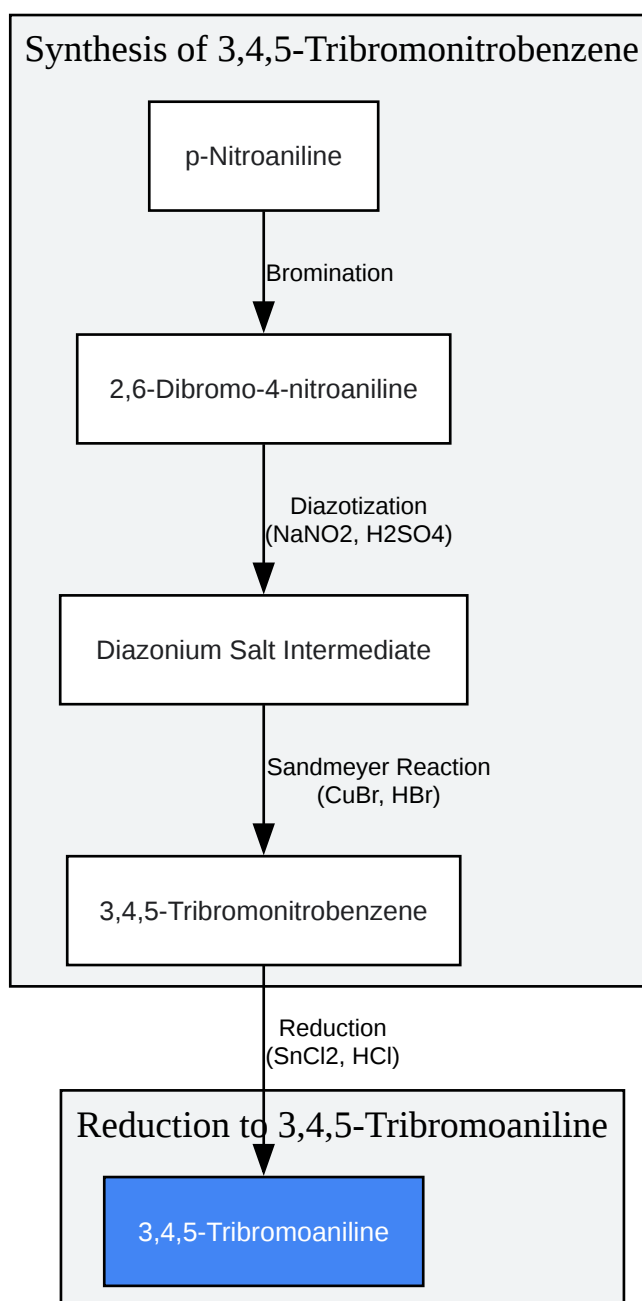 Synthesis of 3,4,5-Tribromonitrobenzene
p-Nitroaniline
Bromination
2,6-Dibromo-4-nitroaniline
Diazotization
(NaNO2, H2SO4)
Diazonium Salt Intermediate
Sandmeyer Reaction
(CuBr, HBr)
3,4,5-Tribromonitrobenzene
Reduction
(SnCl2, HCl)
Reduction to 3,4,5-Tribromoaniline
3,4,5-Tribromoaniline